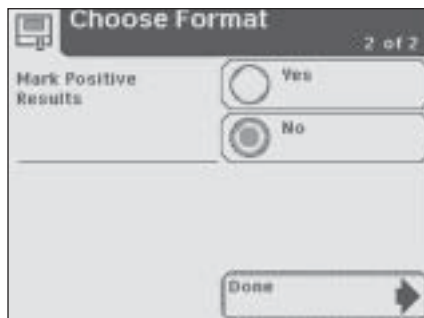 Choose Format
2 of 2
Mark Positive
Results
Yes
No
Done